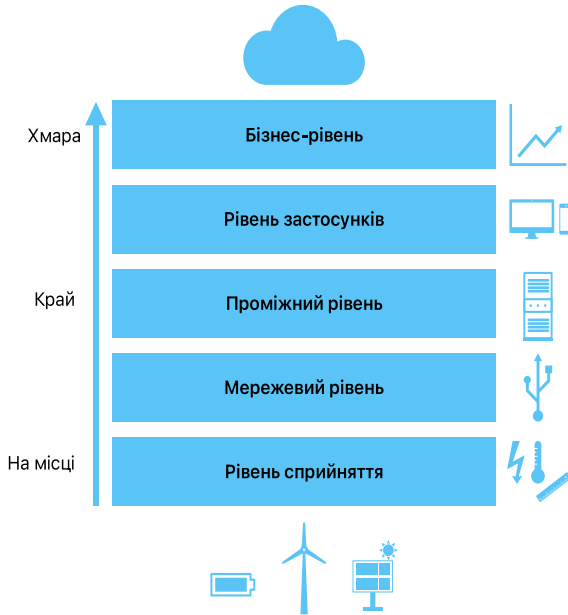 Хмара
Бізнес-рівень
Рівень застосунків
Край
Проміжний рівень
Мережевий рівень
На місці
Рівень сприйняття